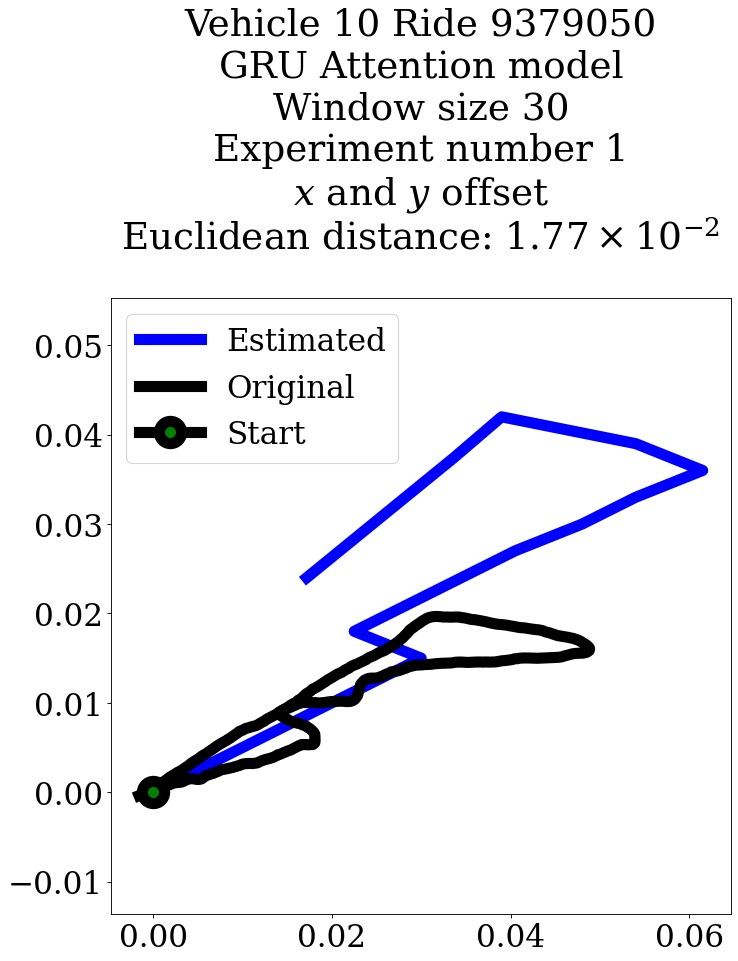 Vehicle 10 Ride 9379050
GRU Attention model
Window size 30
Experiment number 1
x and y offset
Euclidean distance: 1.77 × 10⁻²
Estimated
Original
Start
0.05
0.04
0.03
0.02
0.01
0.00
−0.01
0.00 0.02 0.04 0.06